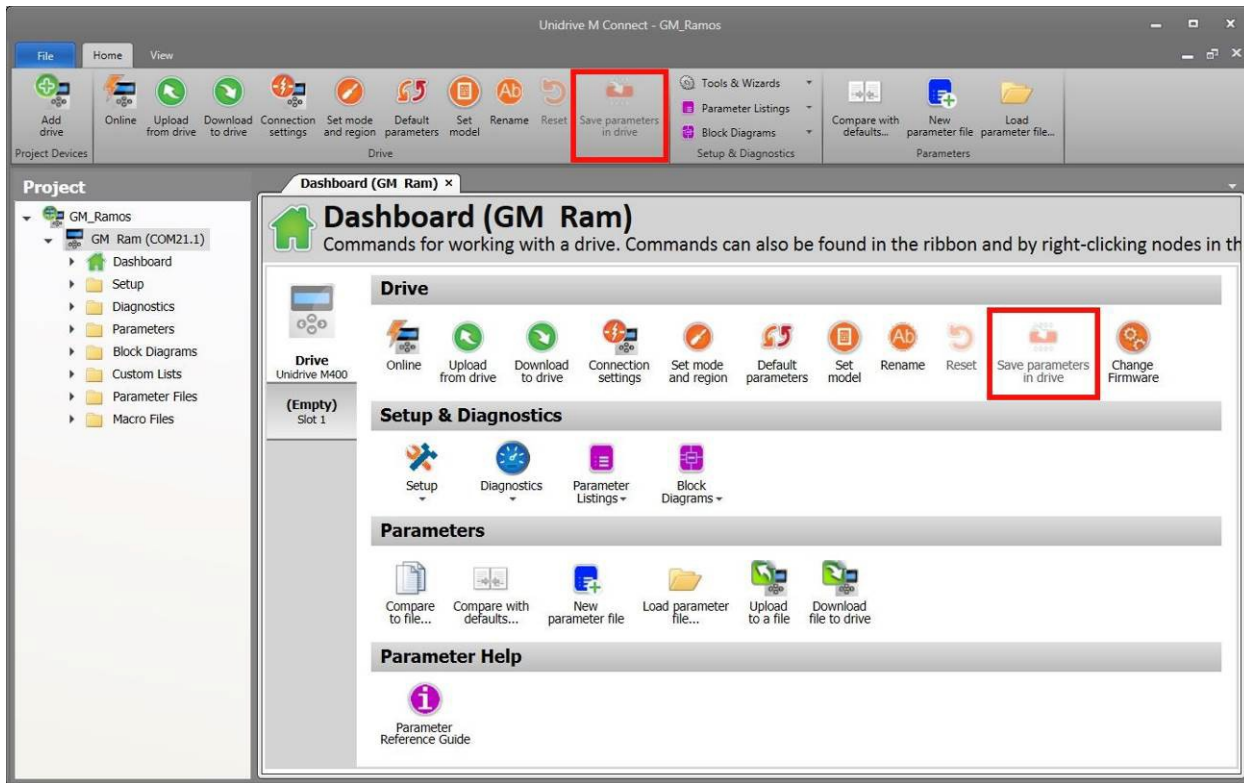 Unidrive M Connect - GM_Ramos
File Home View
Add drive
Online
Upload from drive
Download to drive
Connection settings
Set mode and region
Default parameters
Set model
Rename
Reset
Save parameters in drive
Tools & Wizards
Parameter Listings
Block Diagrams
Compare with defaults...
New parameter file
Load parameter file...
Project Devices
Drive
Setup & Diagnostics
Parameters
Project
GM_Ramos
GM Ram (COM21.1)
Dashboard
Setup
Diagnostics
Parameters
Block Diagrams
Custom Lists
Parameter Files
Macro Files
Dashboard (GM Ram) ×
Dashboard (GM Ram)
Commands for working with a drive. Commands can also be found in the ribbon and by right-clicking nodes in th
Drive
Unidrive M400
(Empty)
Slot 1
Drive
Online
Upload
from drive
Download
to drive
Connection
settings
Set mode
and region
Default
parameters
Set
model
Rename
Reset
Save parameters
in drive
Change
Firmware
Setup & Diagnostics
Setup
Diagnostics
Parameter
Listings
Block
Diagrams
Parameters
Compare
to file...
Compare with
defaults...
New
parameter file
Load parameter
file...
Upload
to a file
Download
file to drive
Parameter Help
Parameter
Reference Guide